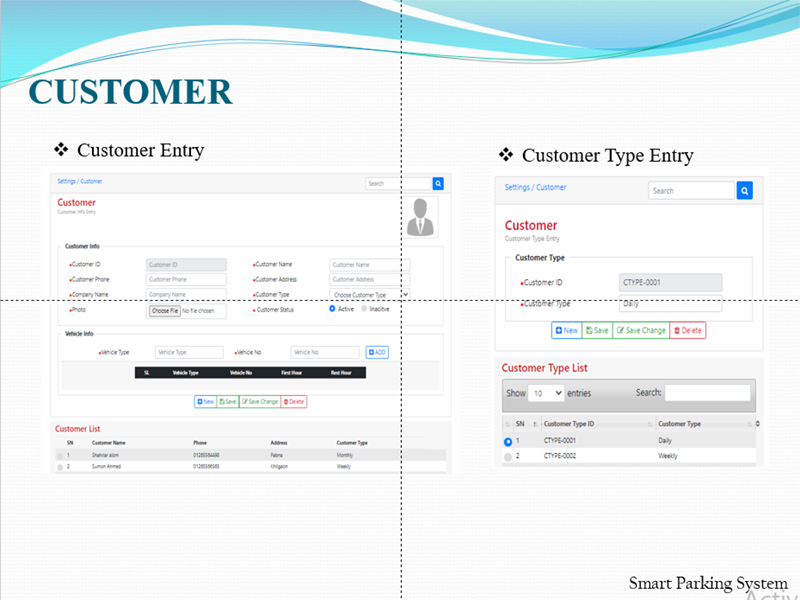 CUSTOMER
❖ Customer Entry
Settings / Customer
Search
Customer
Customer Info Entry
Customer Info
*Customer ID Customer ID *Customer Name Customer Name
*Customer Phone Customer Phone *Customer Address Customer Address
*Company Name Company Name *Customer Type Choose Customer Type
*Photo Choose File No file chosen *Customer Status Active Inactive
Vehicle Info
*Vehicle Type Vehicle Type *Vehicle No Vehicle No ADD
SL Vehicle Type Vehicle No First Hour Rest Hour
New Save Save Change Delete
Customer List
SN Customer Name Phone Address Customer Type
1 Shahriar alom Pabna Monthly
2 Sumon Ahmad Khilgaon Weekly
❖ Customer Type Entry
Settings / Customer
Search
Customer
Customer Type Entry
Customer Type
*Customer ID CTYPE-0001
*Customer Type Daily
New Save Save Change Delete
Customer Type List
Show 10 entries Search:
SN Customer Type ID Customer Type
1 CTYPE-0001 Daily
2 CTYPE-0002 Weekly
Smart Parking System
Activ